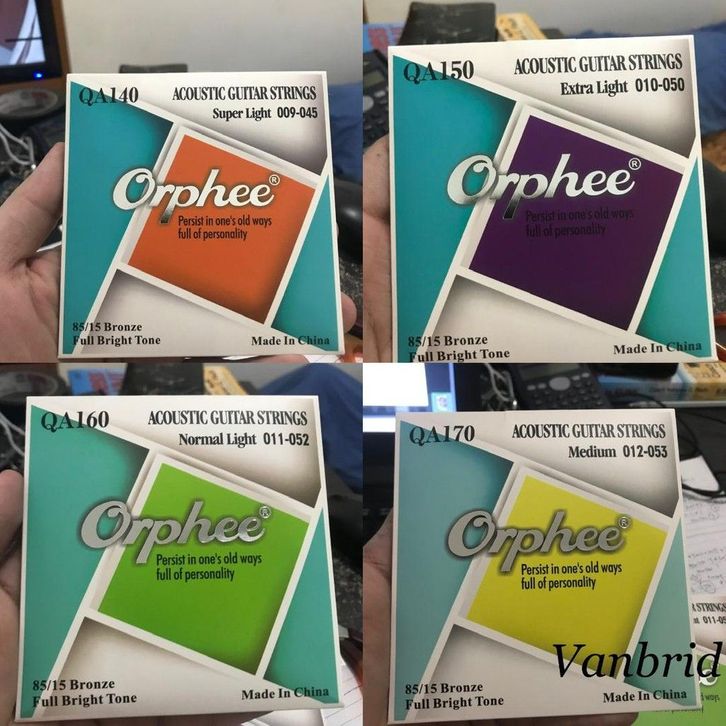 QA140
ACOUSTIC GUITAR STRINGS
Super Light 009-045
Orphee®
Persist in one's old ways
full of personality
85/15 Bronze
Full Bright Tone
Made In China
QA150
ACOUSTIC GUITAR STRINGS
Extra Light 010-050
Orphee®
Persist in one's old ways
full of personality
85/15 Bronze
Full Bright Tone
Made In China
QA160
ACOUSTIC GUITAR STRINGS
Normal Light 011-052
Orphee®
Persist in one's old ways
full of personality
85/15 Bronze
Full Bright Tone
Made In China
QA170
ACOUSTIC GUITAR STRINGS
Medium 012-053
Orphee®
Persist in one's old ways
full of personality
85/15 Bronze
Full Bright Tone
Made In China
Vanbrid